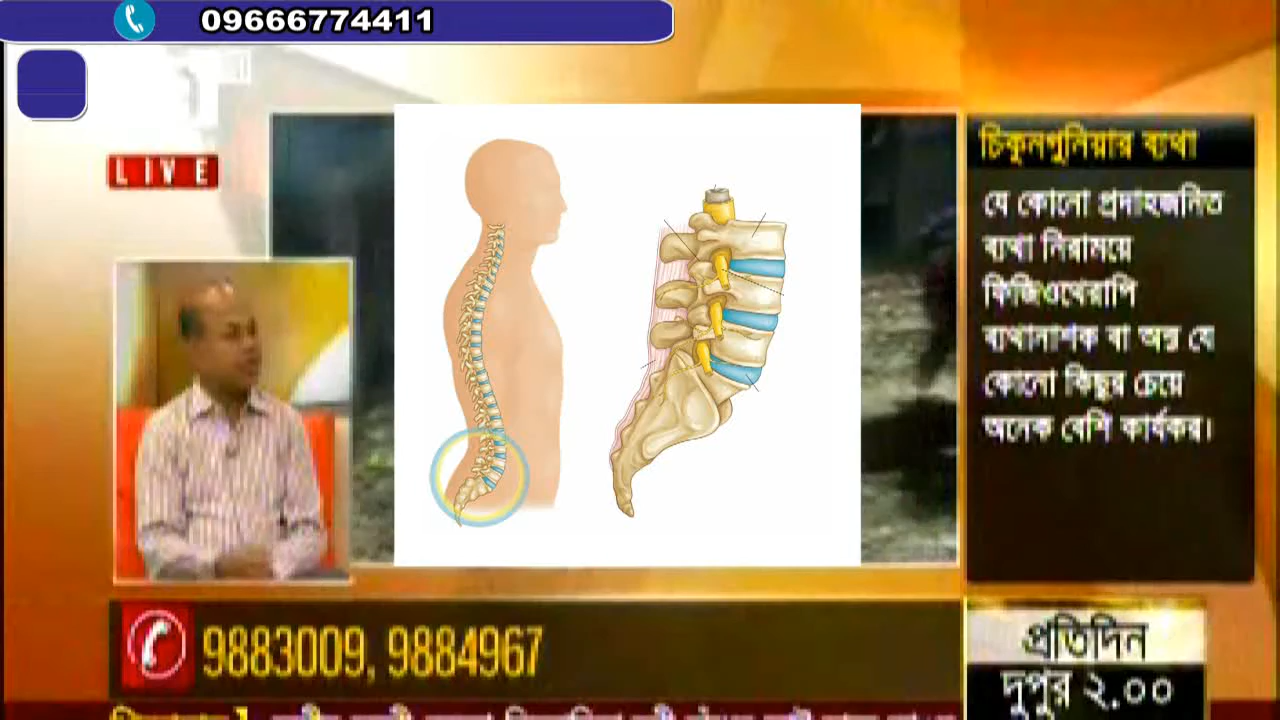 09666774411
LIVE
চিকুনগুনিয়ার ব্যথা
যে কোনো প্রদাহজনিত
ব্যথা নিরাময়ে
ফিজিওথেরাপি
ব্যথানাশক বা অন্য যে
কোনো কিছুর চেয়ে
অনেক বেশি কার্যকর।
9883009, 9884967
প্রতিদিন
দুপুর ২.০০